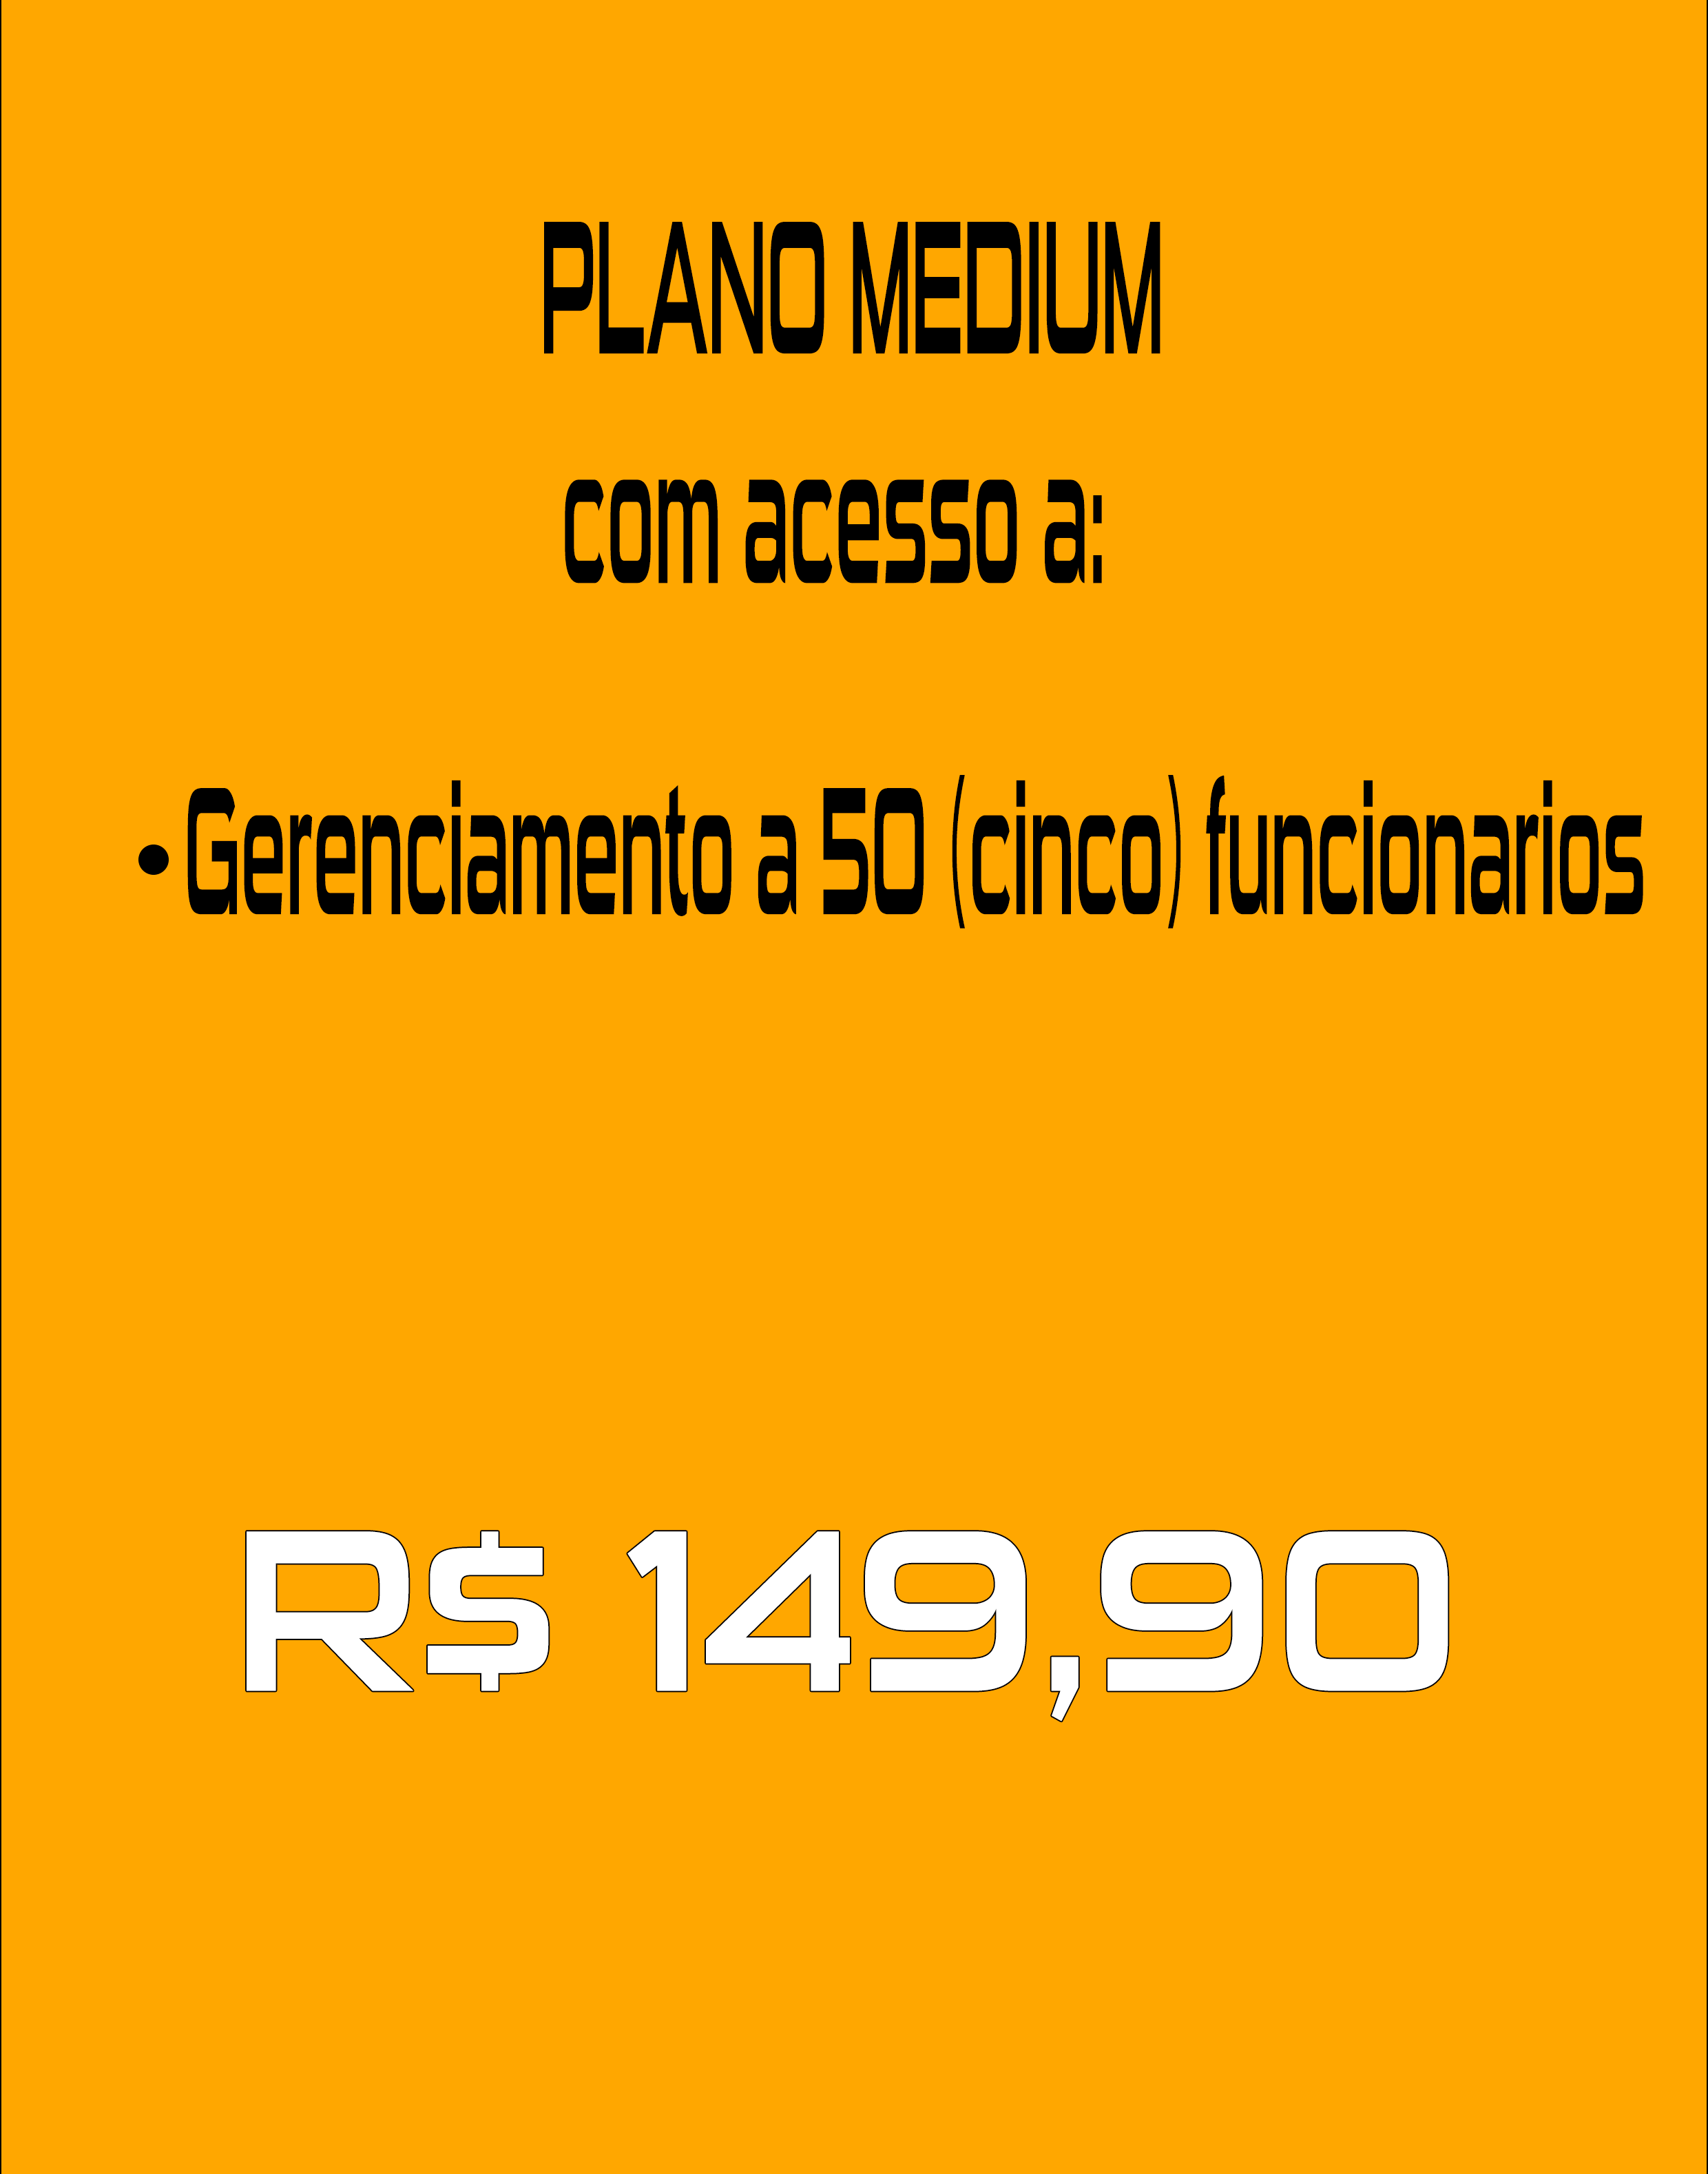 PLANO MEDIUM
com acesso a:
• Gerenciamento a 50 (cinco) funcionarios
R$ 149,90